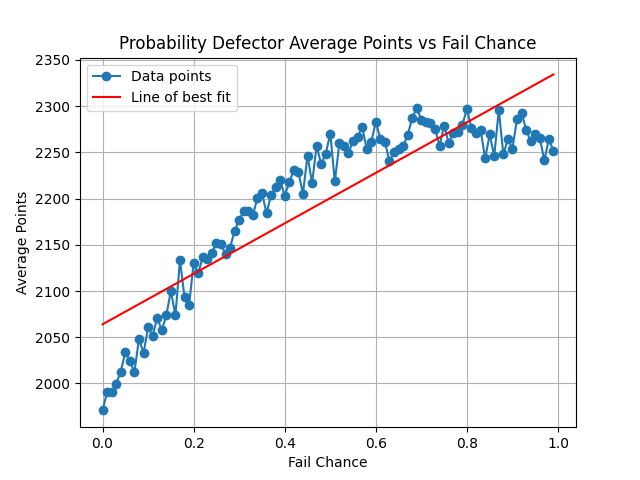 Probability Defector Average Points vs Fail Chance
2350
2300
2250
2200
2150
2100
2050
2000
Data points
Line of best fit
Average Points
0.0 0.2 0.4 0.6 0.8 1.0
Fail Chance